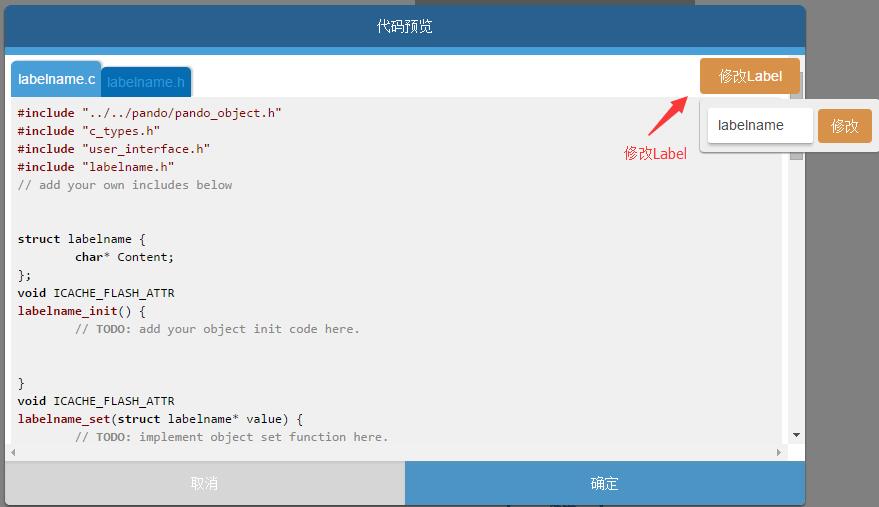 代码预览
labelname.c labelname.h 修改Label
labelname 修改
修改Label
#include "../../pando/pando_object.h"
#include "c_types.h"
#include "user_interface.h"
#include "labelname.h"
// add your own includes below
struct labelname {
char* Content;
};
void ICACHE_FLASH_ATTR
labelname_init() {
// TODO: add your object init code here.
}
void ICACHE_FLASH_ATTR
labelname_set(struct labelname* value) {
// TODO: implement object set function here.
取消 确定